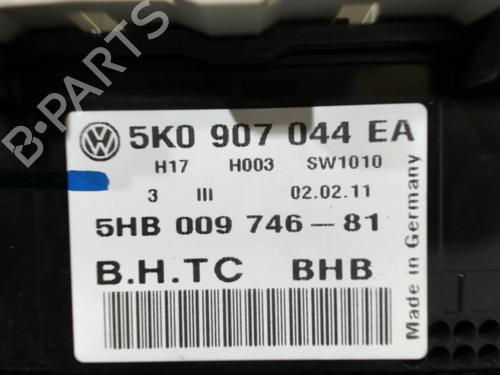 5K0 907 044 EA
H17 H003 SW1010
3 III 02.02.11
5HB 009 746-81
B.H.TC BHB
Made in Germany
B-PARTS